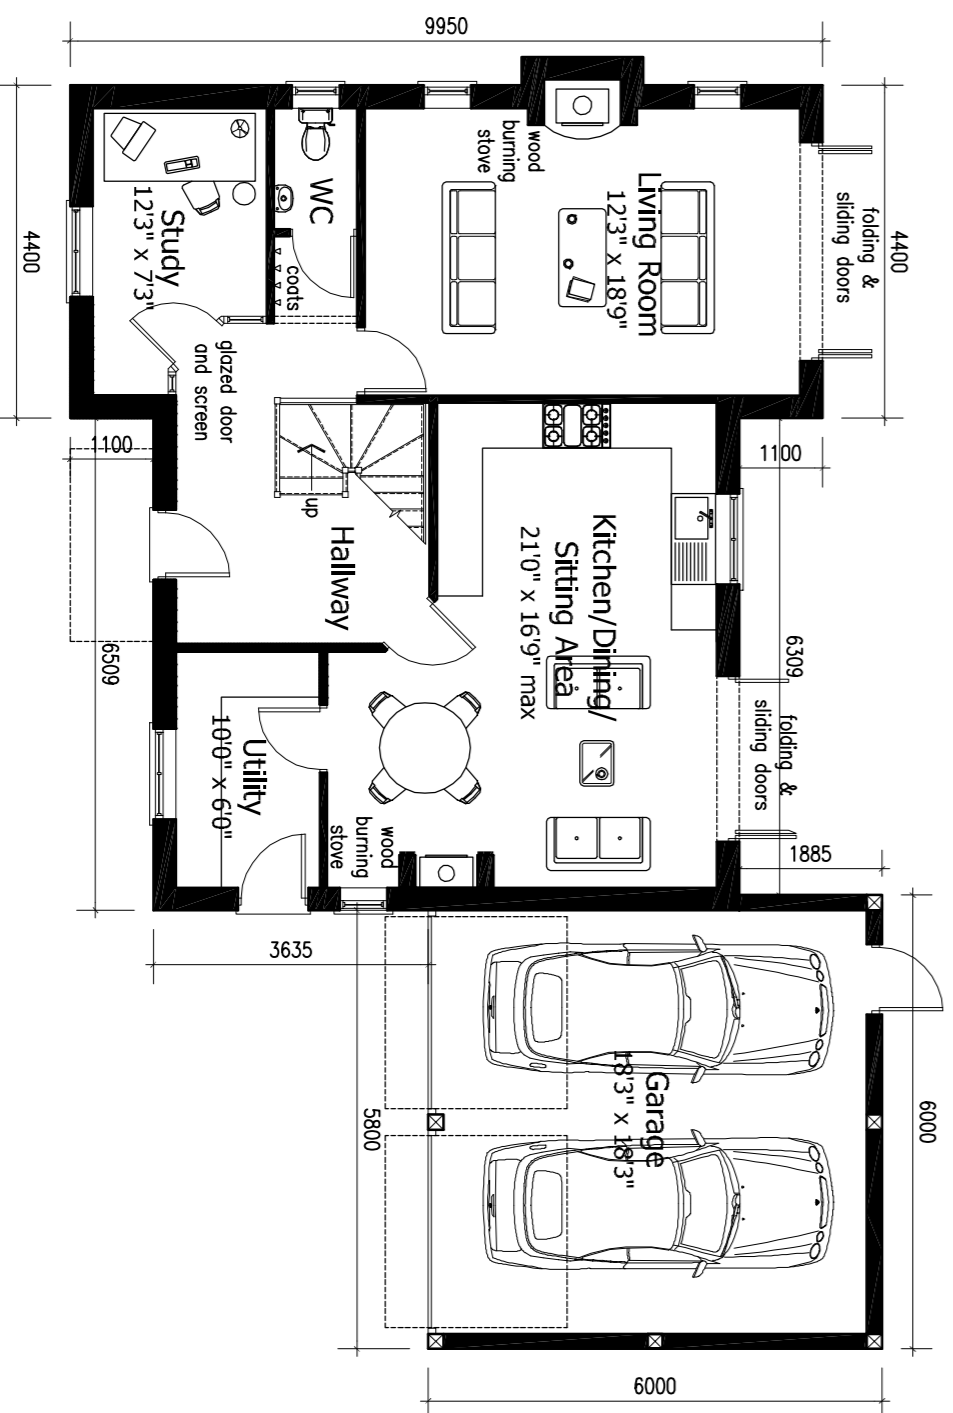 9950
4400
Study
12'3" x 7'3"
WC
coats
wood
burning
stove
Living Room
12'3" x 18'9"
folding &
sliding doors
4400
glazed door
and screen
1100
up
Hallway
1100
Kitchen/Dining/
Sitting Area
21'0" x 16'9" max
6509
6309
folding &
sliding doors
Utility
10'0" x 6'0"
wood
burning
stove
1885
3635
Garage
18'3" x 18'3"
5800
6000
6000